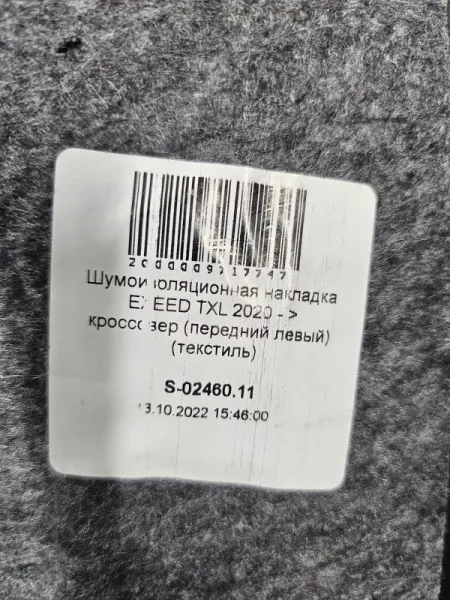 2000009717747
Шумоизоляционная накладка
EXEED TXL 2020 - >
кроссовер (передний левый)
(текстиль)
S-02460.11
13.10.2022 15:46:00